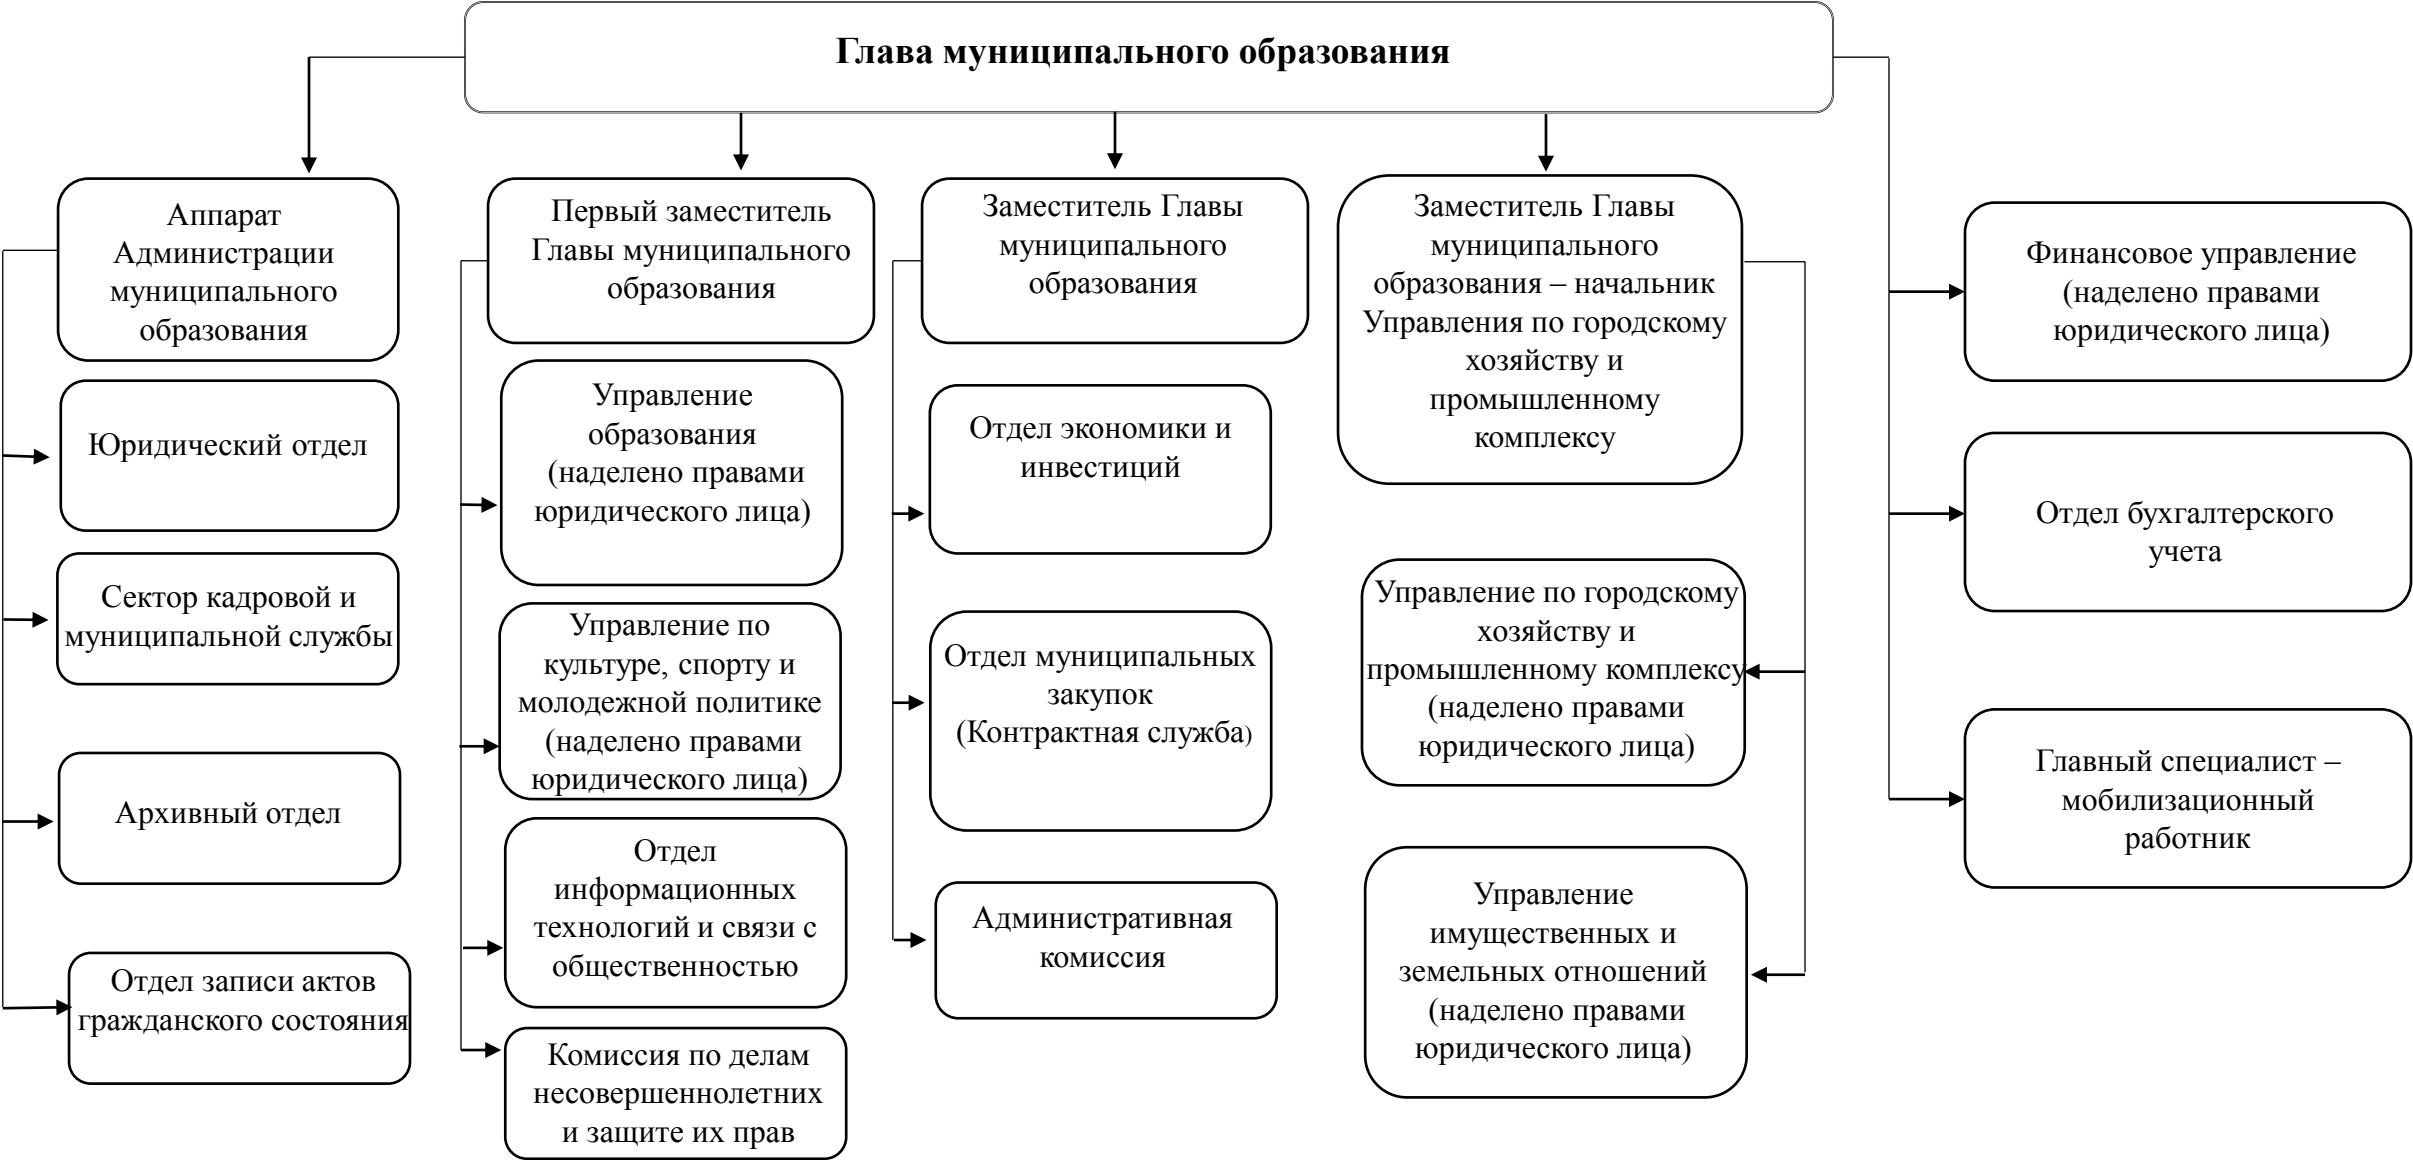 Глава муниципального образования
Аппарат
Администрации
муниципального
образования
Юридический отдел
Сектор кадровой и
муниципальной службы
Архивный отдел
Отдел записи актов
гражданского состояния
Первый заместитель
Главы муниципального
образования
Управление
образования
(наделено правами
юридического лица)
Управление по
культуре, спорту и
молодежной политике
(наделено правами
юридического лица)
Отдел
информационных
технологий и связи с
общественностью
Комиссия по делам
несовершеннолетних
и защите их прав
Заместитель Главы
муниципального
образования
Отдел экономики и
инвестиций
Отдел муниципальных
закупок
(Контрактная служба)
Административная
комиссия
Заместитель Главы
муниципального
образования – начальник
Управления по городскому
хозяйству и
промышленному
комплексу
Управление по городскому
хозяйству и
промышленному комплексу
(наделено правами
юридического лица)
Управление
имущественных и
земельных отношений
(наделено правами
юридического лица)
Финансовое управление
(наделено правами
юридического лица)
Отдел бухгалтерского
учета
Главный специалист –
мобилизационный
работник